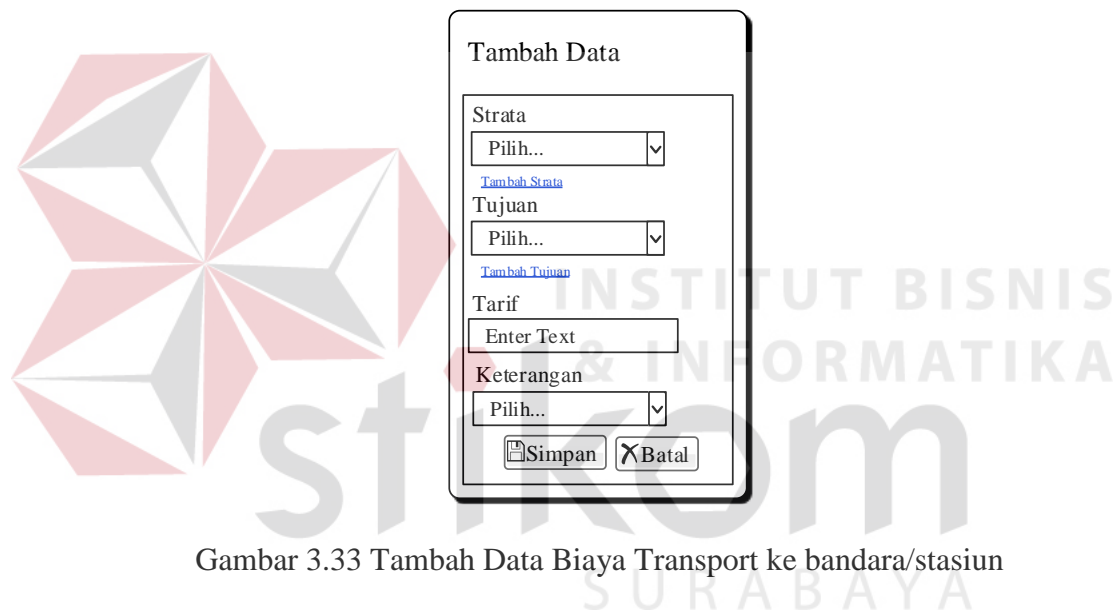 Tambah Data
Strata
Pilih...
Tambah Strata
Tujuan
Pilih...
Tambah Tujuan
Tarif
Enter Text
Keterangan
Pilih...
Simpan
Batal
INSTITUT BISNIS
& INFORMATIKA
stikom
SURABAYA
Gambar 3.33 Tambah Data Biaya Transport ke bandara/stasiun